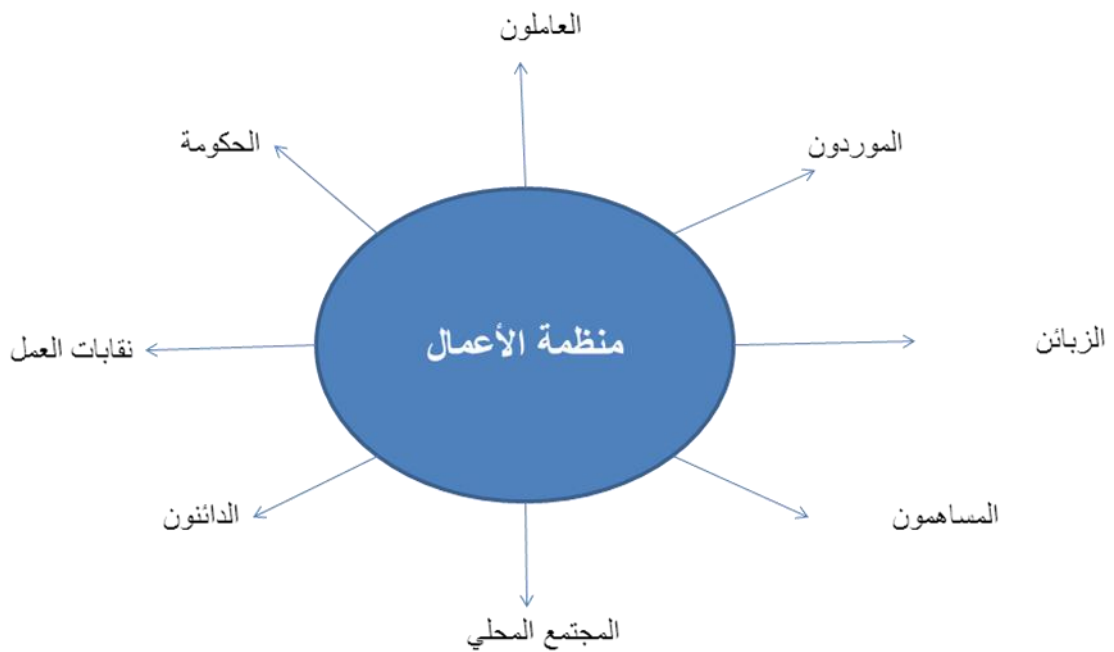 العاملون
الموردون
الحكومة
منظمة الأعمال
الزبائن
نقابات العمل
المساهمون
الدائنون
المجتمع المحلي